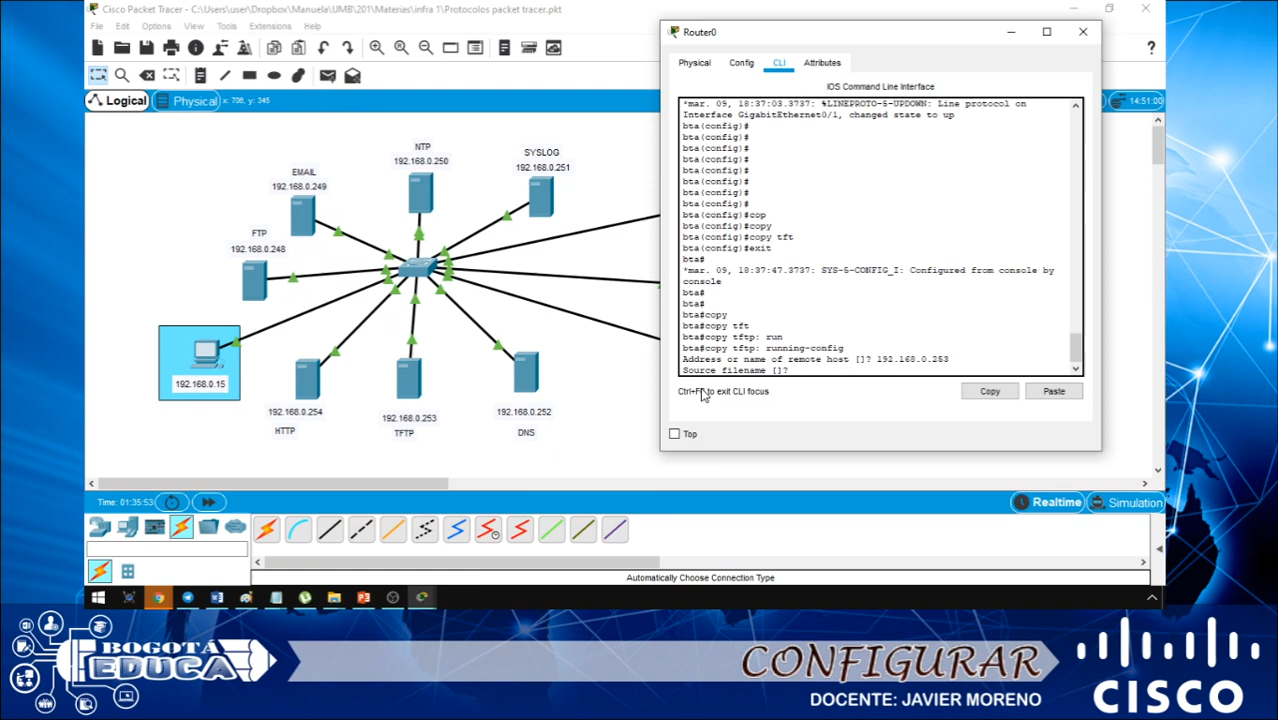 Cisco Packet Tracer - C:\Users\user\Dropbox\Manuela\UMB\201\Materias\infra 1\Protocolos packet tracer.pkt
File Edit Options View Tools Extensions Help
Logical
Physical
x: 706, y: 345
14:51:00
NTP
192.168.0.250
SYSLOG
192.168.0.251
EMAIL
192.168.0.249
FTP
192.168.0.248
192.168.0.15
192.168.0.254
HTTP
192.168.0.253
TFTP
192.168.0.252
DNS
Router0
Physical Config CLI Attributes
IOS Command Line Interface
*mar. 09, 18:37:03.3737: %LINEPROTO-5-UPDOWN: Line protocol on
Interface GigabitEthernet0/1, changed state to up
bta(config)#
bta(config)#
bta(config)#
bta(config)#
bta(config)#
bta(config)#
bta(config)#
bta(config)#
bta(config)#cop
bta(config)#copy
bta(config)#copy tft
bta(config)#exit
bta#
*mar. 09, 18:37:47.3737: SYS-5-CONFIG_I: Configured from console by
console
bta#
bta#
bta#copy
bta#copy tft
bta#copy tftp: run
bta#copy tftp: running-config
Address or name of remote host []? 192.168.0.253
Source filename []?
to exit CLI focus
Copy
Paste
Top
Time: 01:35:53
Realtime
Simulation
Automatically Choose Connection Type
BOGOTÁ
EDUCA
CONFIGURAR
DOCENTE: JAVIER MORENO
CISCO